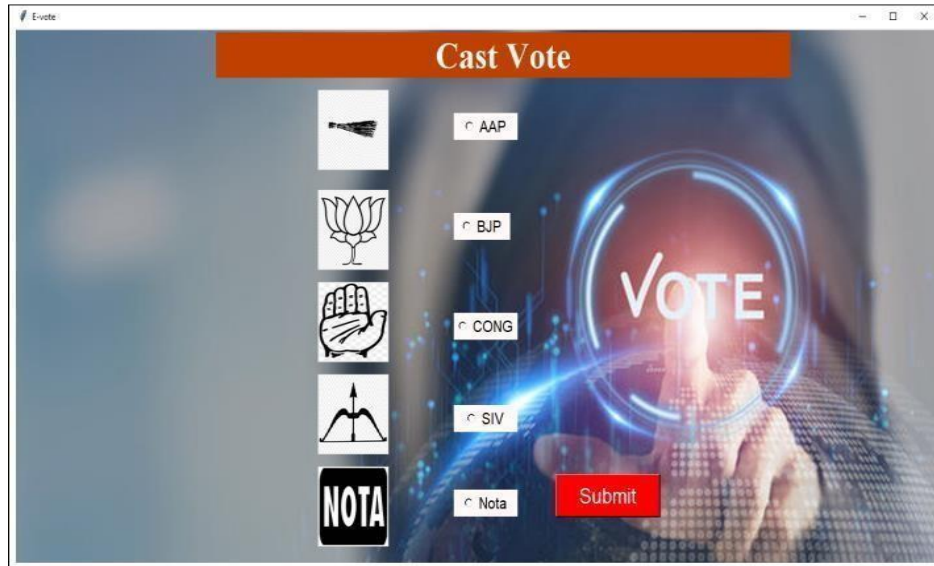 E-vote
Cast Vote
AAP
BJP
CONG
SIV
NOTA
Nota
VOTE
Submit